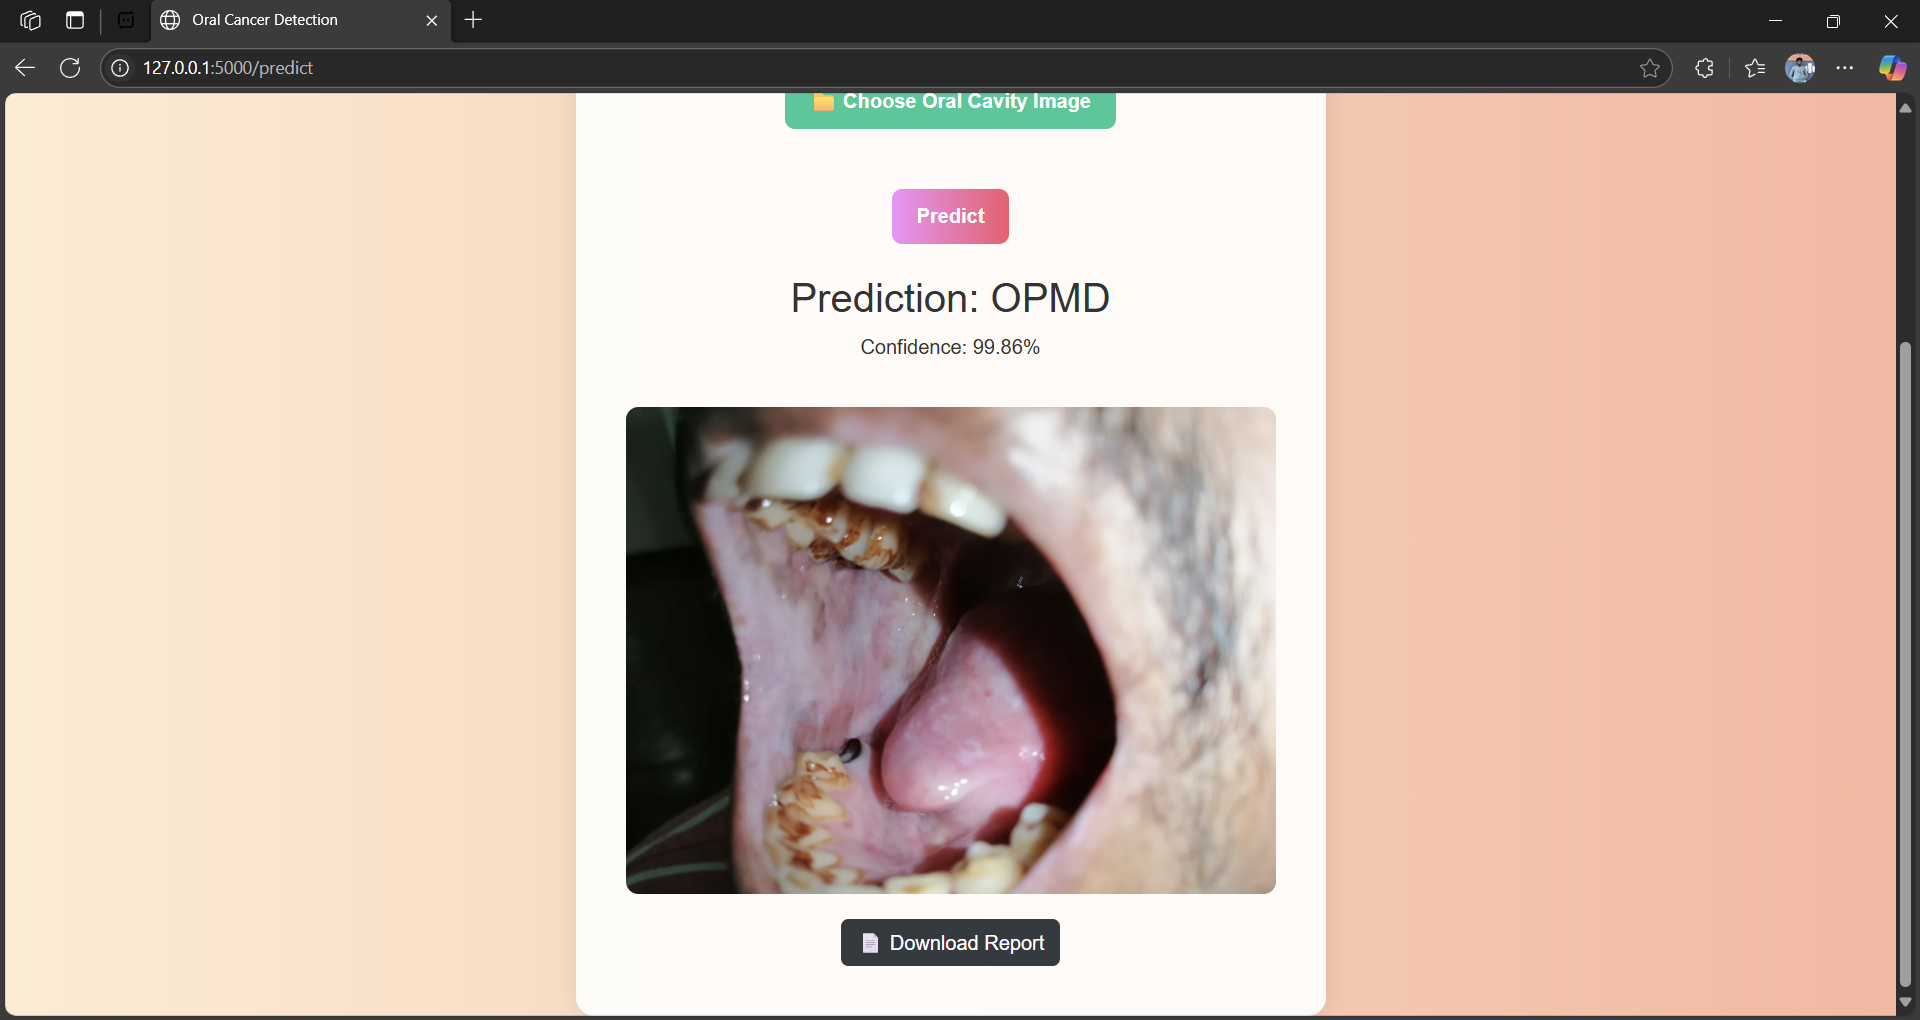 Oral Cancer Detection
127.0.0.1:5000/predict
Choose Oral Cavity Image
Predict
Prediction: OPMD
Confidence: 99.86%
Download Report